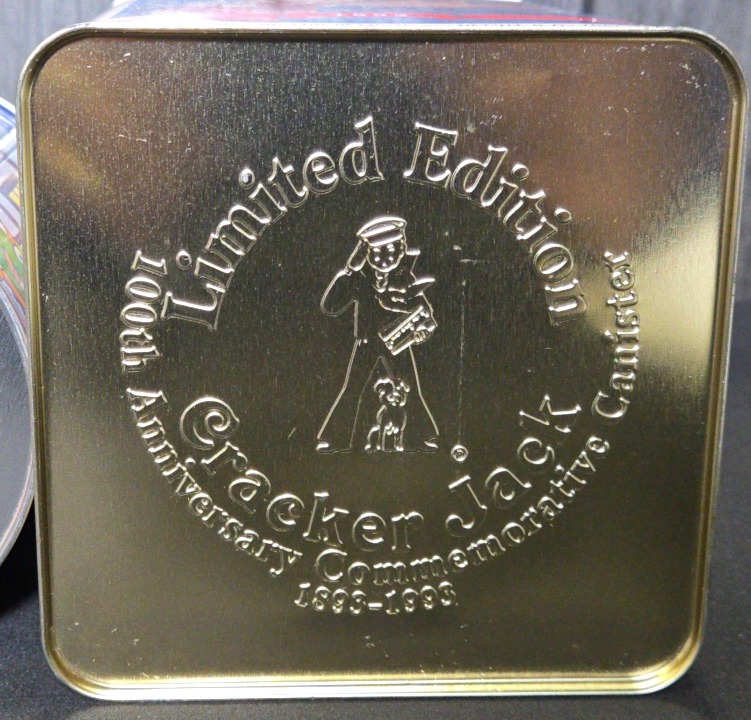 Limited Edition
Cracker Jack
100th Anniversary Commemorative Canister
1893-1993